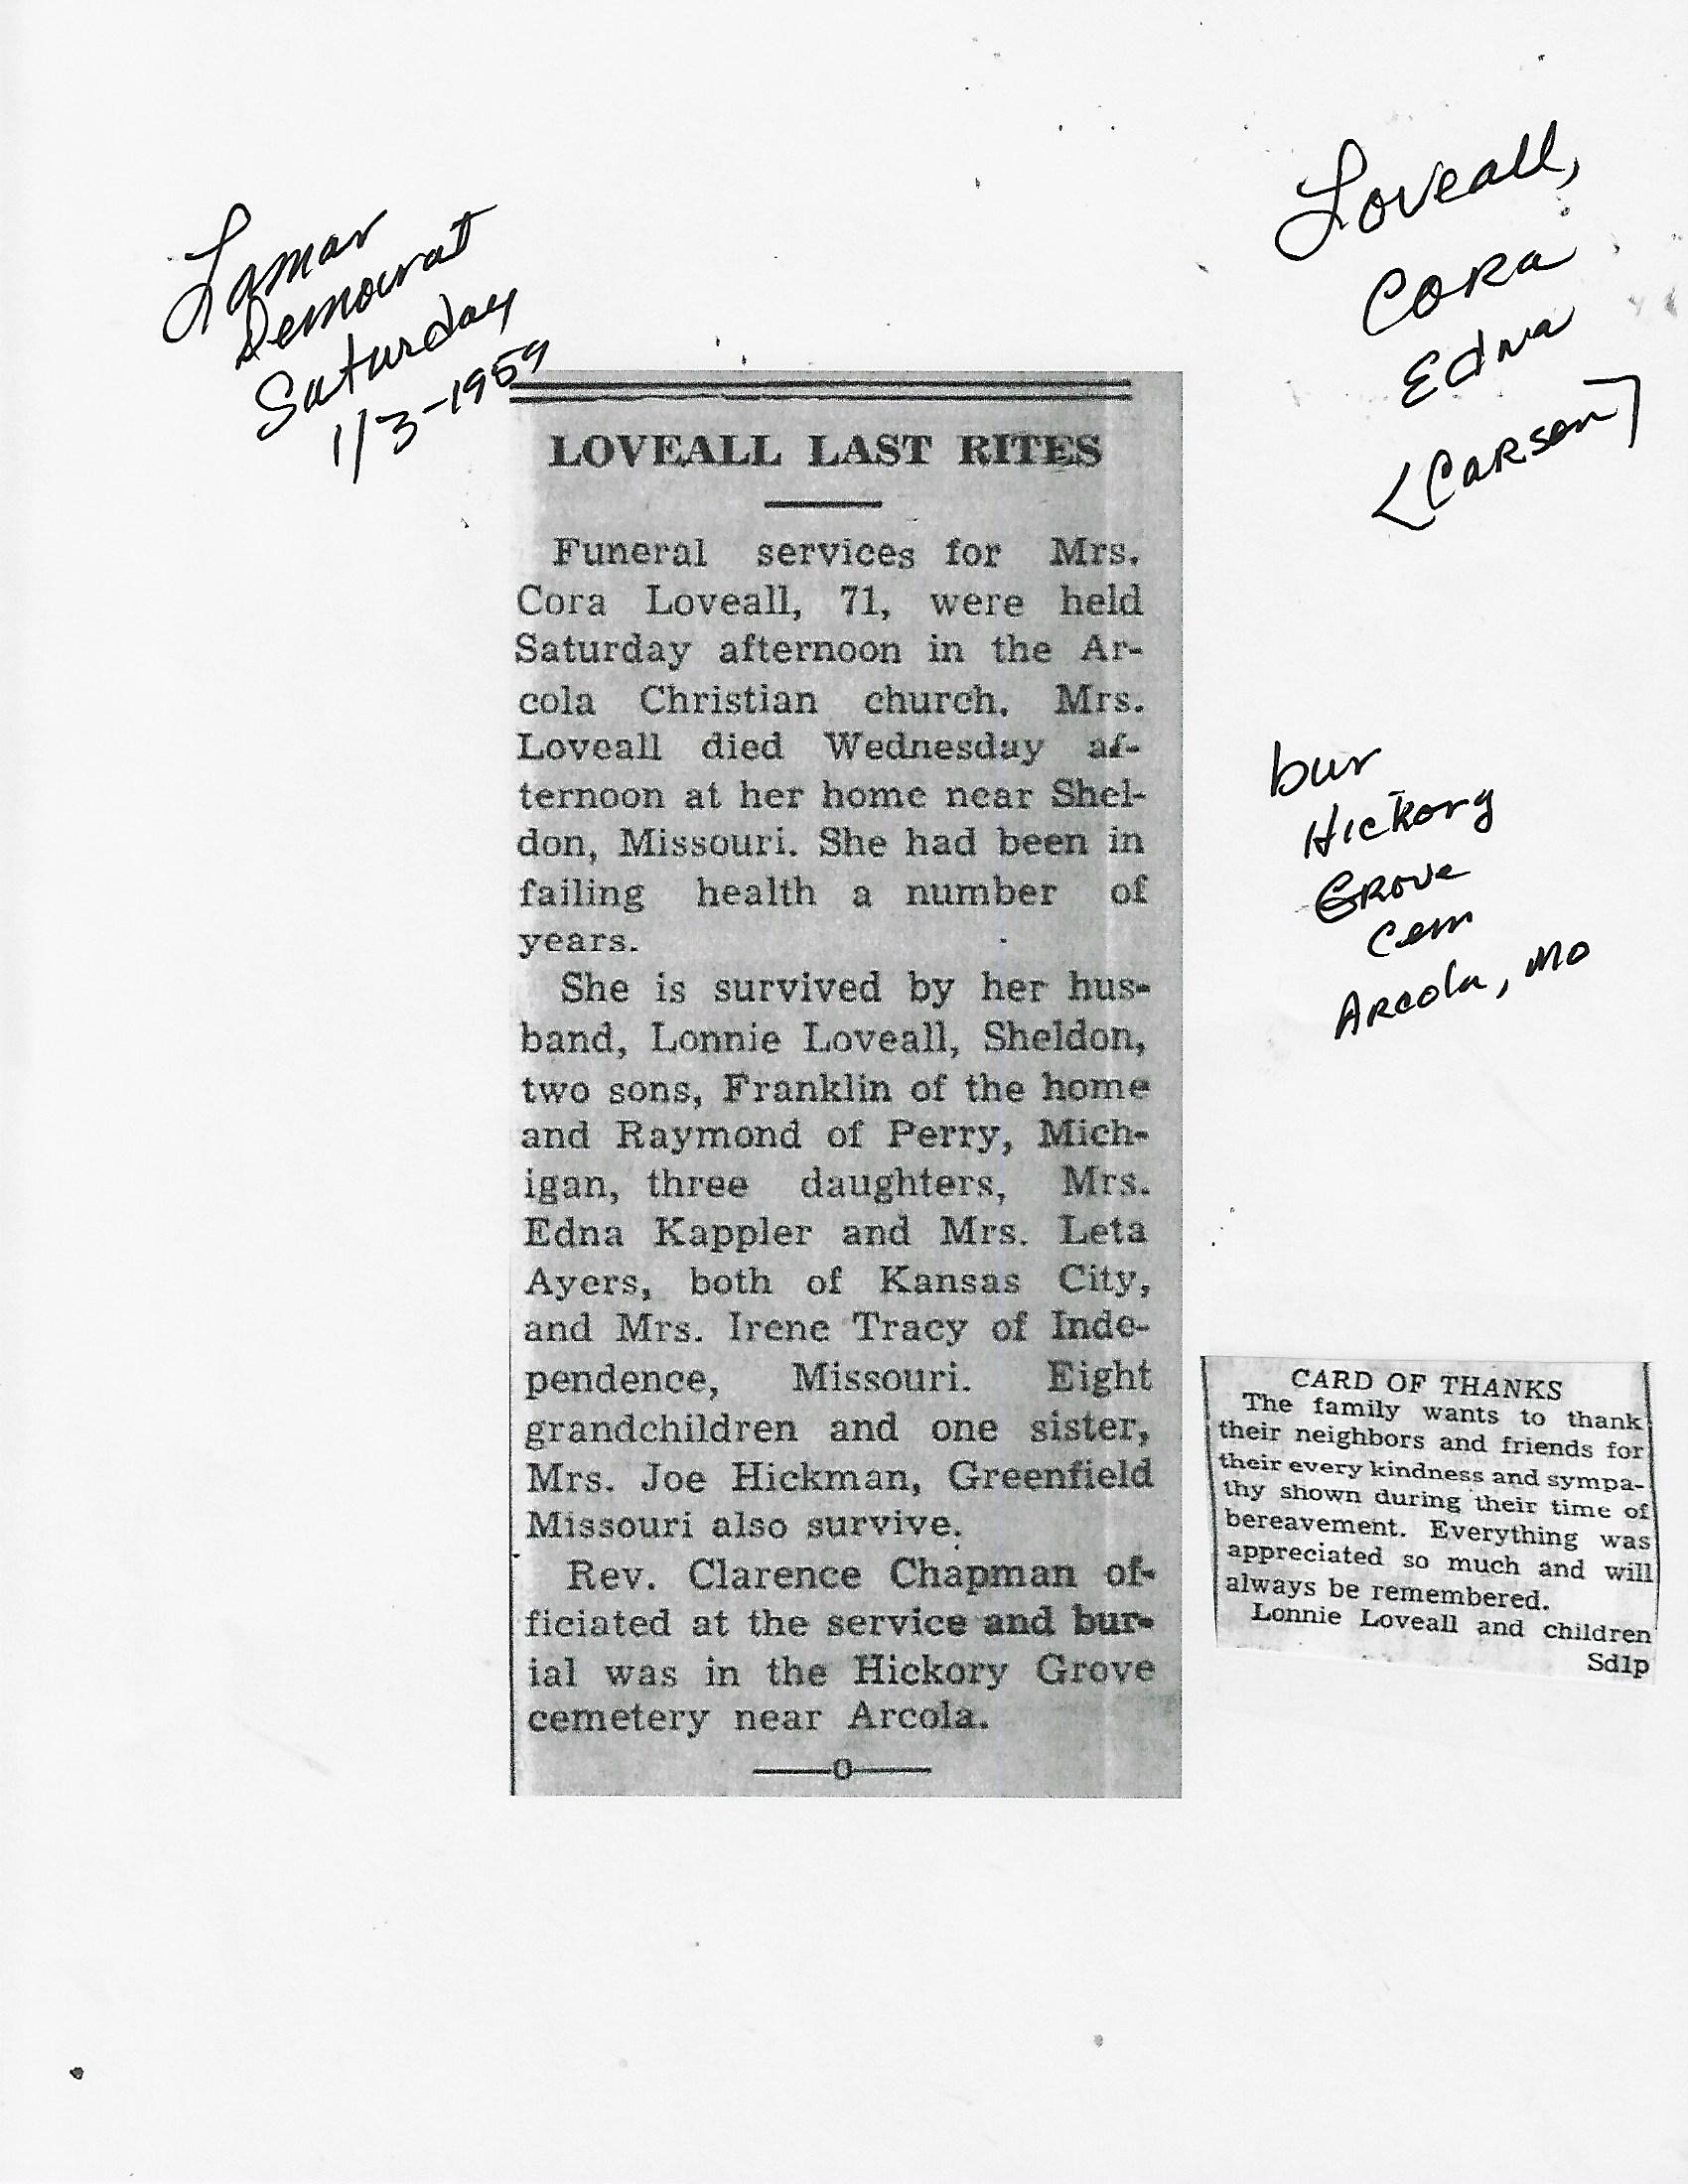 Lamar
Democrat
Saturday
1/3-1959
Loveall,
Cora
Edna
<Carson>
LOVEALL LAST RITES
Funeral services for Mrs.
Cora Loveall, 71, were held
Saturday afternoon in the Ar-
cola Christian church. Mrs.
Loveall died Wednesday af-
ternoon at her home near Shel-
don, Missouri. She had been in
failing health a number of
years.
She is survived by her hus-
band, Lonnie Loveall, Sheldon,
two sons, Franklin of the home
and Raymond of Perry, Mich-
igan, three daughters, Mrs.
Edna Kappler and Mrs. Leta
Ayers, both of Kansas City,
and Mrs. Irene Tracy of Inde-
pendence, Missouri. Eight
grandchildren and one sister,
Mrs. Joe Hickman, Greenfield
Missouri also survive.
Rev. Clarence Chapman of-
ficiated at the service and bur-
ial was in the Hickory Grove
cemetery near Arcola.
O
bur
Hickory
Grove
Cem
Arcola, MO
CARD OF THANKS
The family wants to thank
their neighbors and friends for
their every kindness and sympa-
thy shown during their time of
bereavement. Everything was
appreciated so much and will
always be remembered.
Lonnie Loveall and children
Sd1p